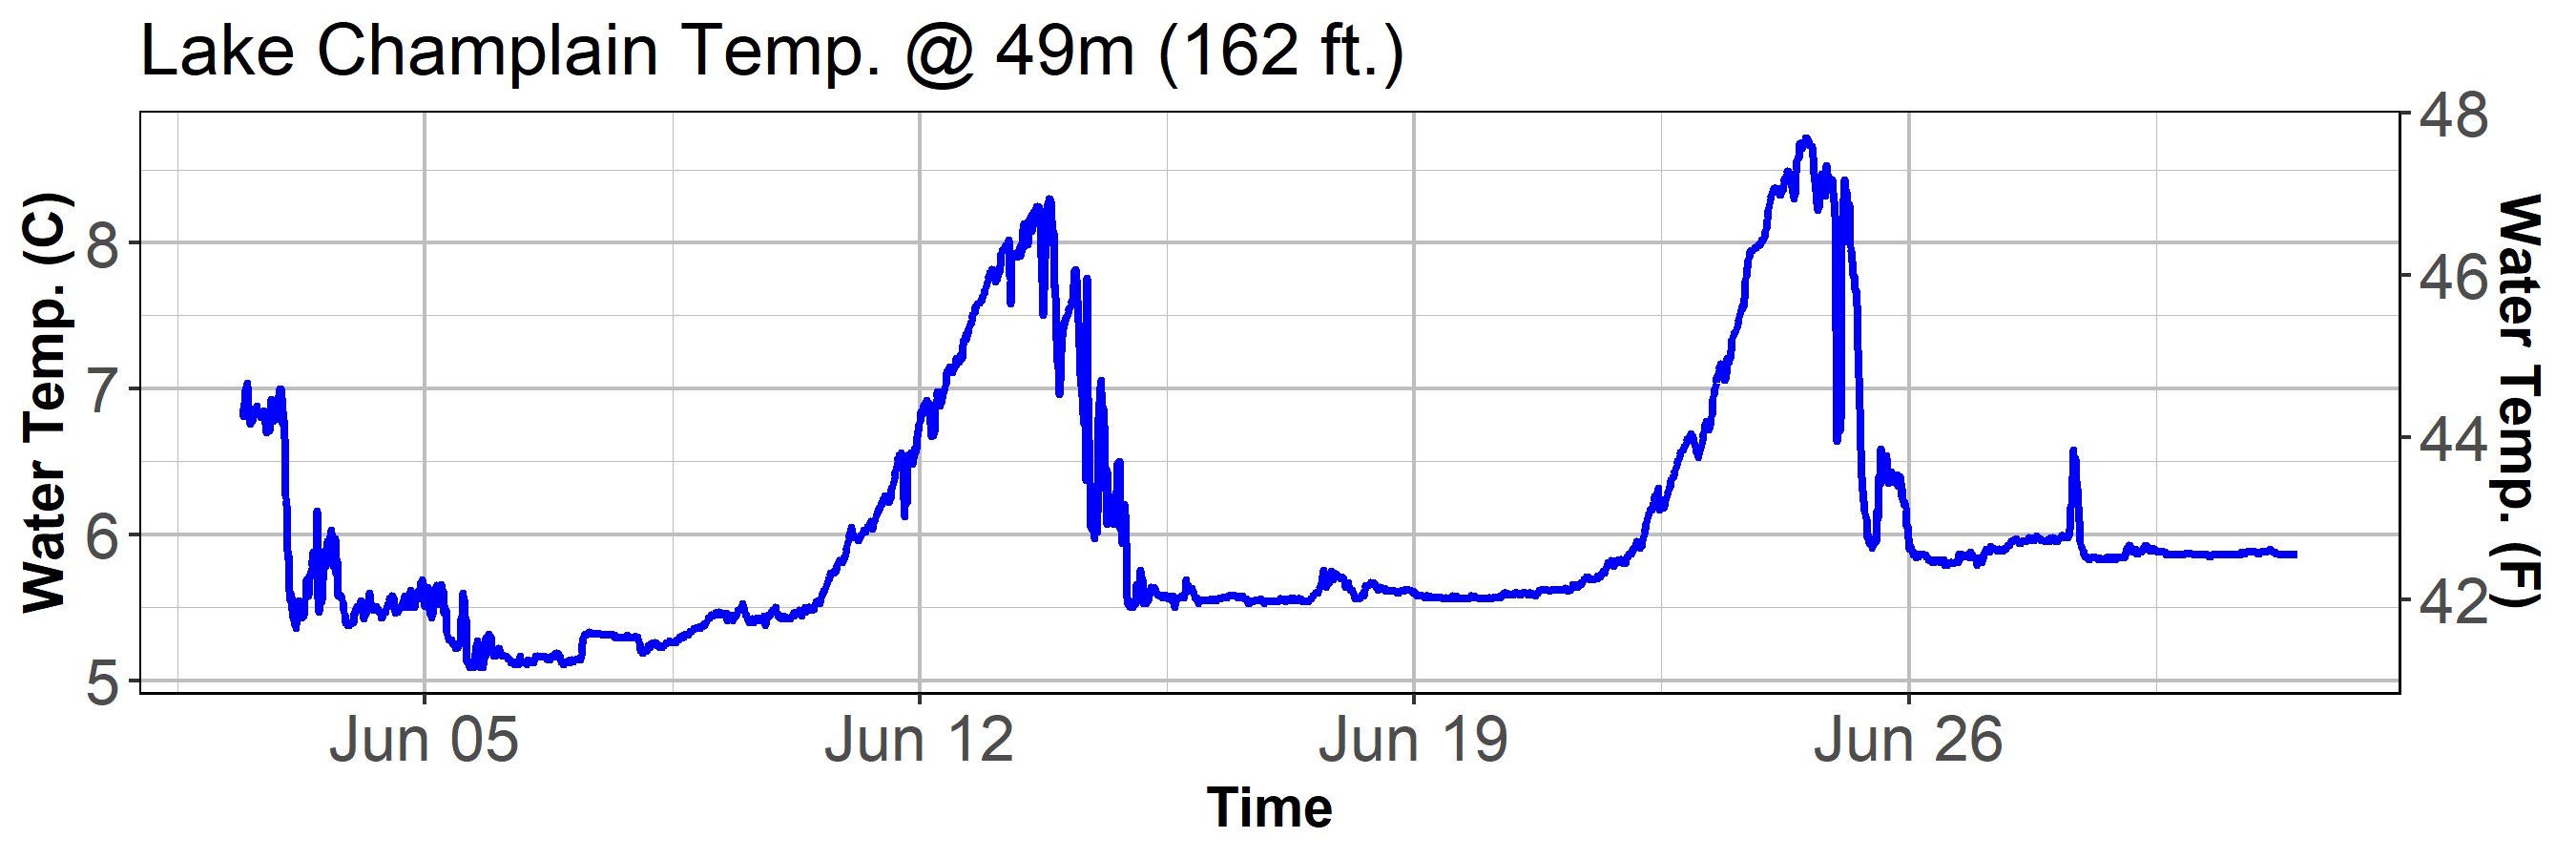 Lake Champlain Temp. @ 49m (162 ft.)
Water Temp. (C)
8
7
6
5
48
46
44
42
Water Temp. (F)
Jun 05 Jun 12 Jun 19 Jun 26
Time